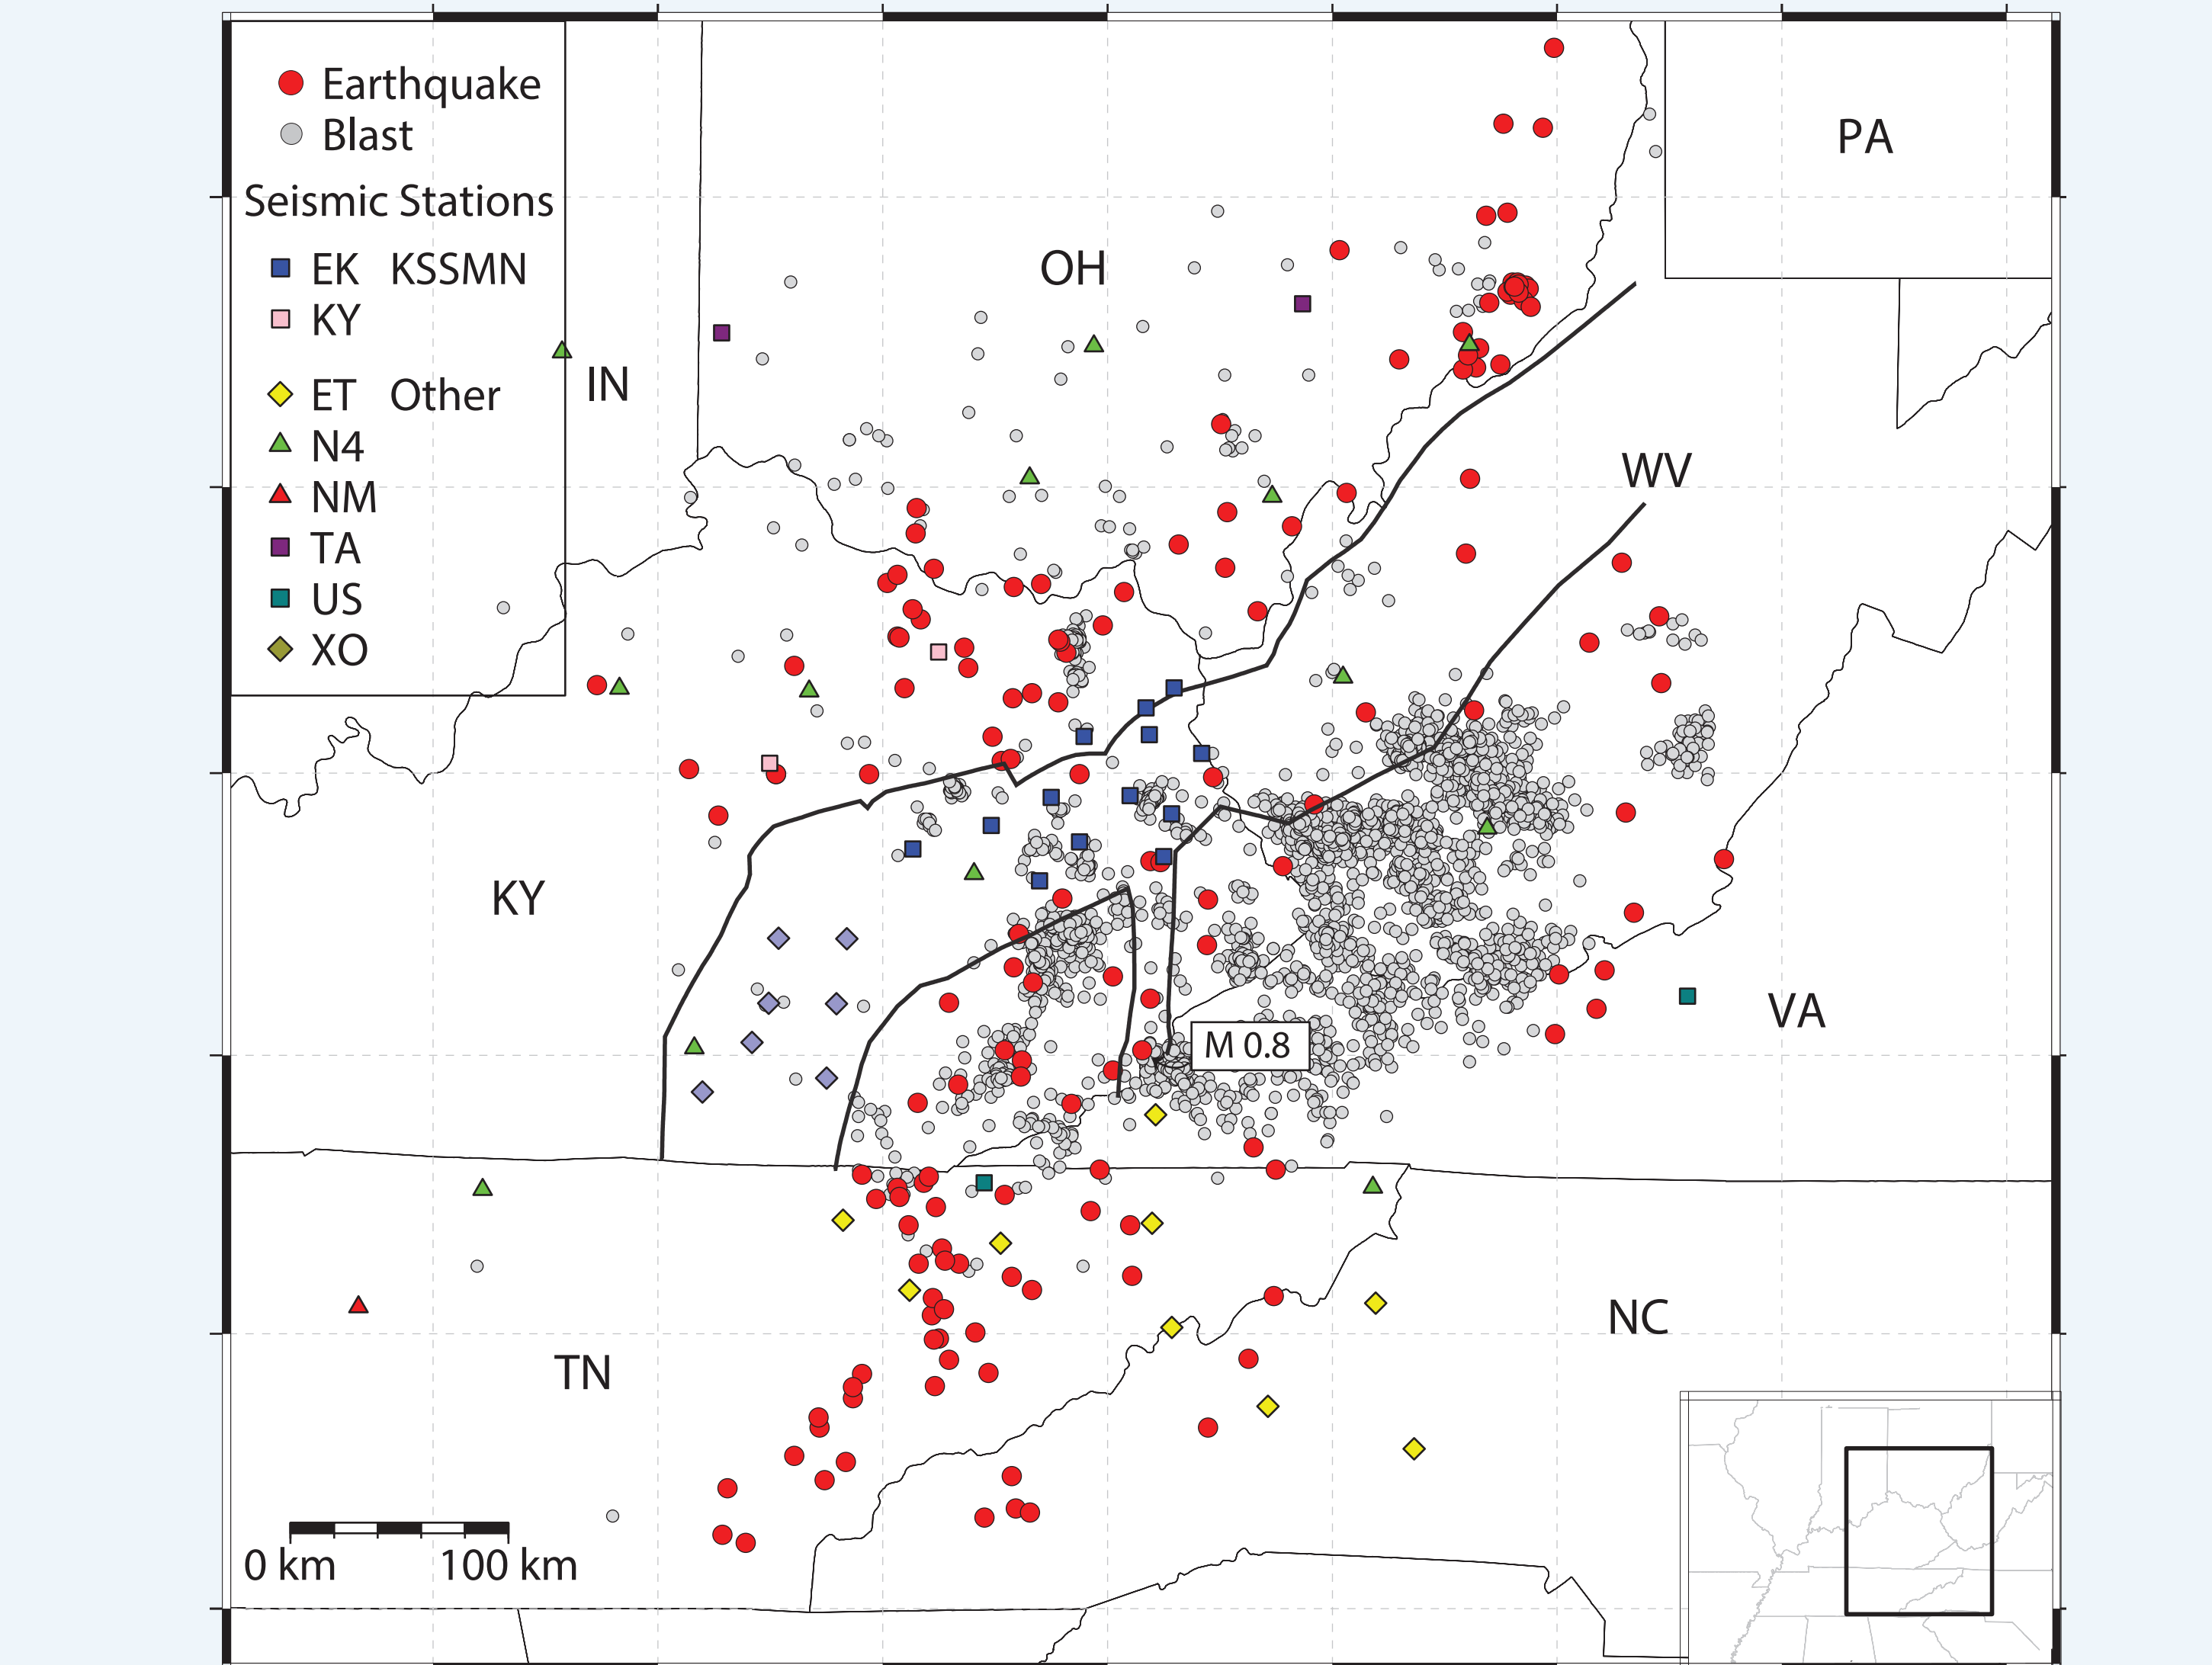 Earthquake
Blast
Seismic Stations
EK KSSMN
KY
ET Other
N4
NM
TA
US
XO
PA
OH
IN
WV
KY
VA
M 0.8
NC
TN
0 km 100 km